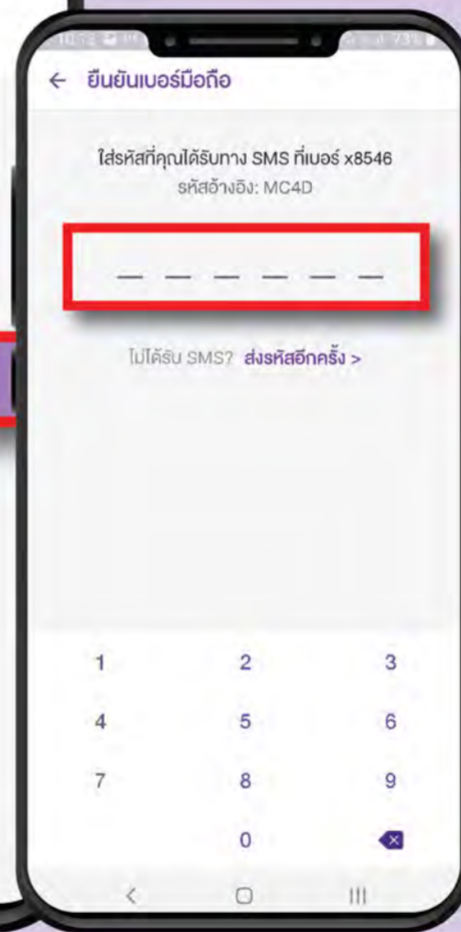 ← ยืนยันเบอร์มือถือ
ใส่รหัสที่คุณได้รับทาง SMS ที่เบอร์ x8546
รหัสอ้างอิง: MC4D
ไม่ได้รับ SMS? ส่งรหัสอีกครั้ง >
1 2 3
4 5 6
7 8 9
0